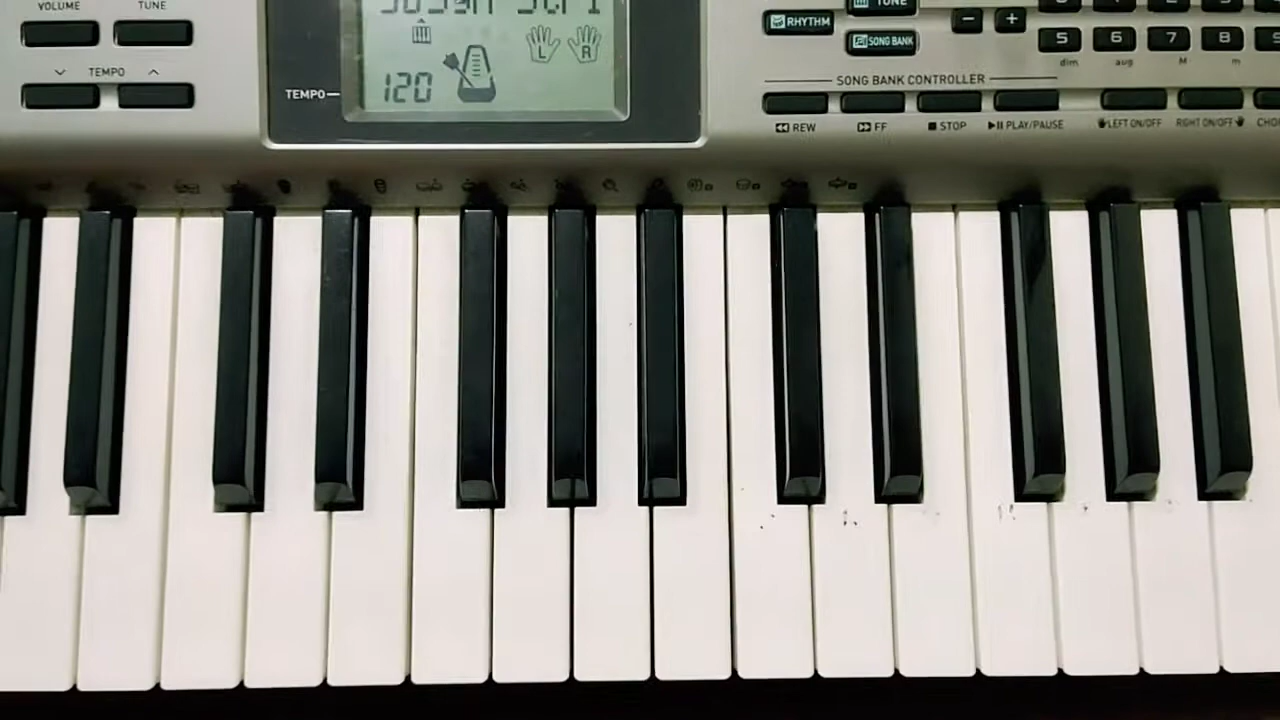 VOLUME
TUNE
TEMPO
TEMPO
120
L
R
RHYTHM
TONE
SONG BANK
−
+
5
6
7
8
dim
aug
M
m
SONG BANK CONTROLLER
REW
FF
STOP
PLAY/PAUSE
LEFT ON/OFF
RIGHT ON/OFF